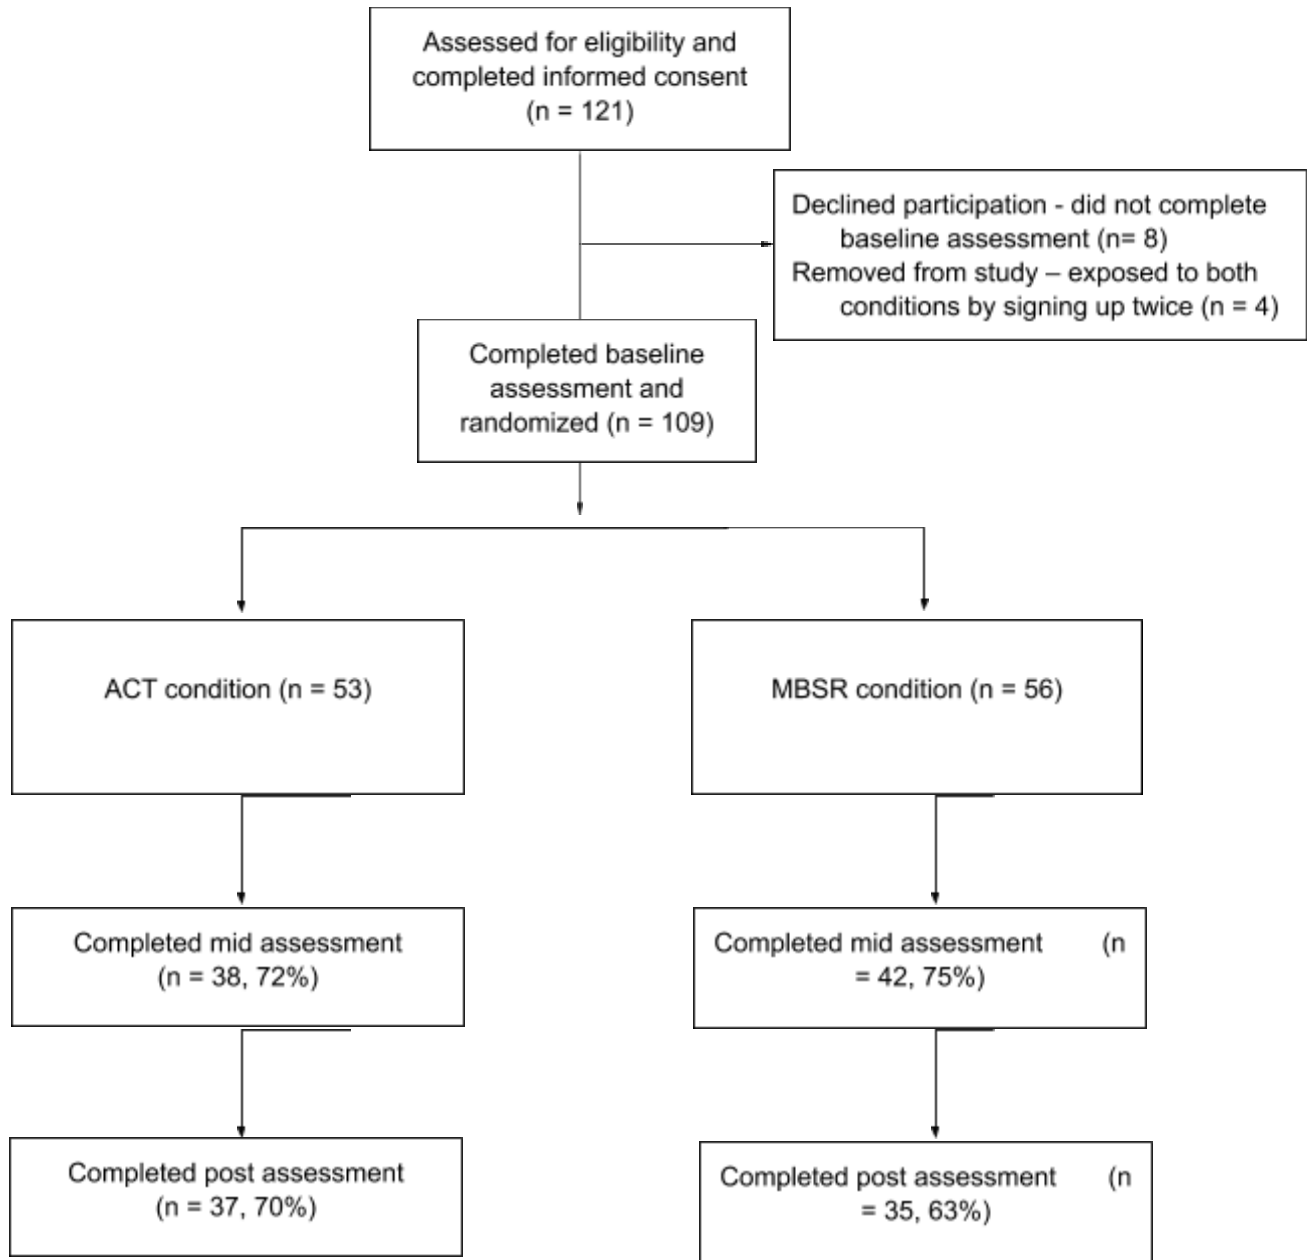 Assessed for eligibility and
completed informed consent
(n = 121)
Declined participation - did not complete
baseline assessment (n= 8)
Removed from study – exposed to both
conditions by signing up twice (n = 4)
Completed baseline
assessment and
randomized (n = 109)
ACT condition (n = 53)
MBSR condition (n = 56)
Completed mid assessment
(n = 38, 72%)
Completed mid assessment (n
= 42, 75%)
Completed post assessment
(n = 37, 70%)
Completed post assessment (n
= 35, 63%)